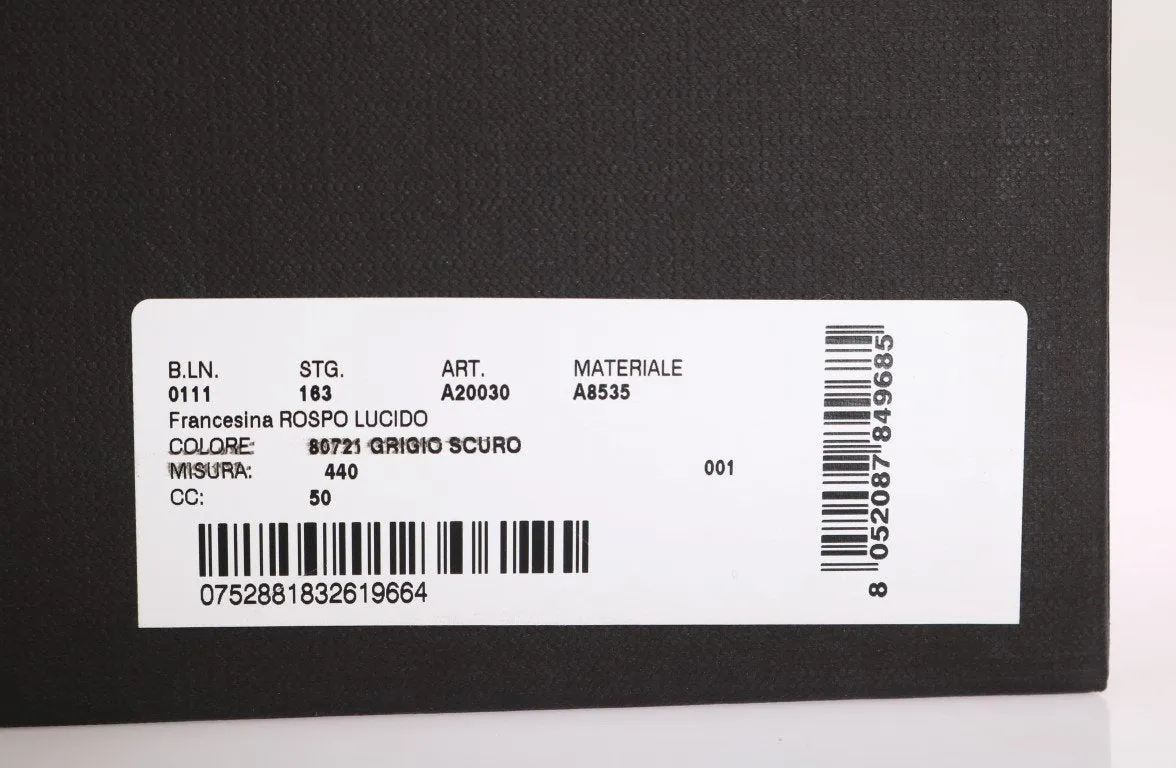 B.LN. STG. ART. MATERIALE
0111 163 A20030 A8535
Francesina ROSPO LUCIDO
COLORE: 80721 GRIGIO SCURO
MISURA: 440 001
CC: 50
0752881832619664
8 052087 849685